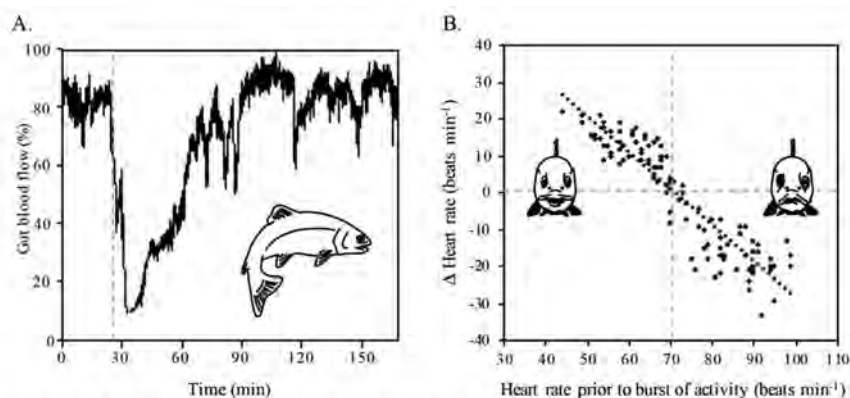 A.
Gut blood flow (%)
100
80
60
40
20
0
0 30 60 90 120 150
Time (min)
B.
Δ Heart rate (beats min⁻¹)
40
30
20
10
0
-10
-20
-30
-40
30 40 50 60 70 80 90 100 110
Heart rate prior to burst of activity (beats min⁻¹)